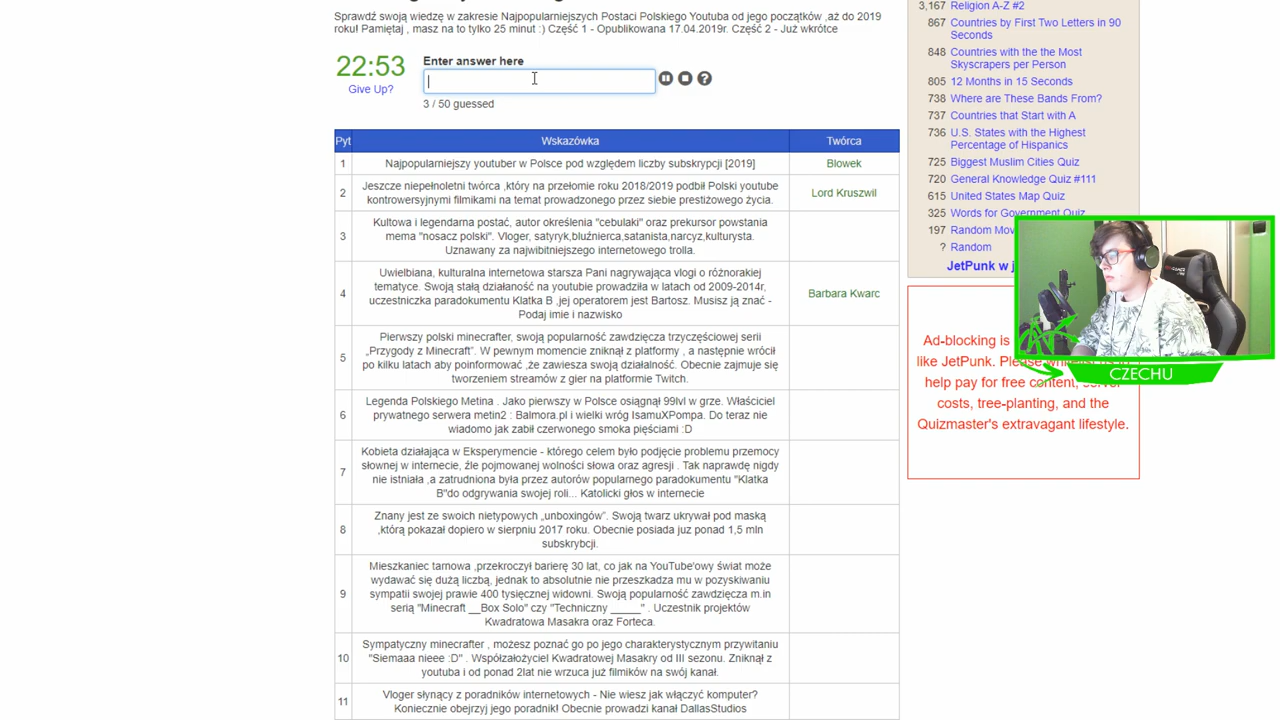 Sprawdź swoją wiedzę w zakresie Najpopularniejszych Postaci Polskiego Youtuba od jego początków ,aż do 2019
roku! Pamiętaj , masz na to tylko 25 minut :) Część 1 - Opublikowana 17.04.2019r. Część 2 - Już wkrótce
22:53
Give Up?
Enter answer here
3 / 50 guessed
Pyt Wskazówka Twórca
1 Najpopularniejszy youtuber w Polsce pod względem liczby subskrypcji [2019] Blowek
2 Jeszcze niepełnoletni twórca ,który na przełomie roku 2018/2019 podbił Polski youtube
kontrowersyjnymi filmikami na temat prowadzonego przez siebie prestiżowego życia.
Lord Kruszwil
3 Kultowa i legendarna postać, autor określenia "cebulaki" oraz prekursor powstania
mema "nosacz polski". Vloger, satyryk,bluźnierca,satanista,narcyz,kulturysta.
Uznawany za najwibitniejszego internetowego trolla.
4 Uwielbiana, kulturalna internetowa starsza Pani nagrywająca vlogi o różnorakiej
tematyce. Swoją stałą działaność na youtubie prowadziła w latach od 2009-2014r,
uczestniczka paradokumentu Klatka B ,jej operatorem jest Bartosz. Musisz ją znać -
Podaj imie i nazwisko
Barbara Kwarc
5 Pierwszy polski minecrafter, swoją popularność zawdzięcza trzyczęściowej serii
„Przygody z Minecraft”. W pewnym momencie zniknął z platformy , a następnie wrócił
po kilku latach aby poinformować ,że zawiesza swoją działalność. Obecnie zajmuje się
tworzeniem streamów z gier na platformie Twitch.
6 Legenda Polskiego Metina . Jako pierwszy w Polsce osiągnął 99lvl w grze. Właściciel
prywatnego serwera metin2 : Balmora.pl i wielki wróg IsamuXPompa. Do teraz nie
wiadomo jak zabił czerwonego smoka pięściami :D
7 Kobieta działająca w Eksperymencie - którego celem było podjęcie problemu przemocy
słownej w internecie, źle pojmowanej wolności słowa oraz agresji . Tak naprawdę nigdy
nie istniała ,a zatrudniona była przez autorów popularnego paradokumentu "Klatka
B"do odgrywania swojej roli... Katolicki głos w internecie
8 Znany jest ze swoich nietypowych „unboxingów”. Swoją twarz ukrywał pod maską
,którą pokazał dopiero w sierpniu 2017 roku. Obecnie posiada juz ponad 1,5 mln
subskrybcji.
9 Mieszkaniec tarnowa ,przekroczył barierę 30 lat, co jak na YouTube'owy świat może
wydawać się dużą liczbą, jednak to absolutnie nie przeszkadza mu w pozyskiwaniu
sympatii swojej prawie 400 tysięcznej widowni. Swoją popularność zawdzięcza m.in
serią "Minecraft __Box Solo" czy "Techniczny _____" . Uczestnik projektów
Kwadratowa Masakra oraz Forteca.
10 Sympatyczny minecrafter , możesz poznać go po jego charakterystycznym przywitaniu
"Siemaaa nieee :D" . Współzałożyciel Kwadratowej Masakry od III sezonu. Zniknął z
youtuba i od ponad 2lat nie wrzuca już filmików na swój kanał.
11 Vloger słynący z poradników internetowych - Nie wiesz jak włączyć komputer?
Koniecznie obejrzyj jego poradnik! Obecnie prowadzi kanał DallasStudios
3,167 Religion A-Z #2
867 Countries by First Two Letters in 90
Seconds
848 Countries with the the Most
Skyscrapers per Person
805 12 Months in 15 Seconds
738 Where are These Bands From?
737 Countries that Start with A
736 U.S. States with the Highest
Percentage of Hispanics
725 Biggest Muslim Cities Quiz
720 General Knowledge Quiz #111
615 United States Map Quiz
325 Words for Government Quiz
197 Random
? Random
JetPunk w
Ad-blocking is
like JetPunk. Please
help pay for free content,
costs, tree-planting, and the
Quizmaster's extravagant lifestyle.
CZECHU